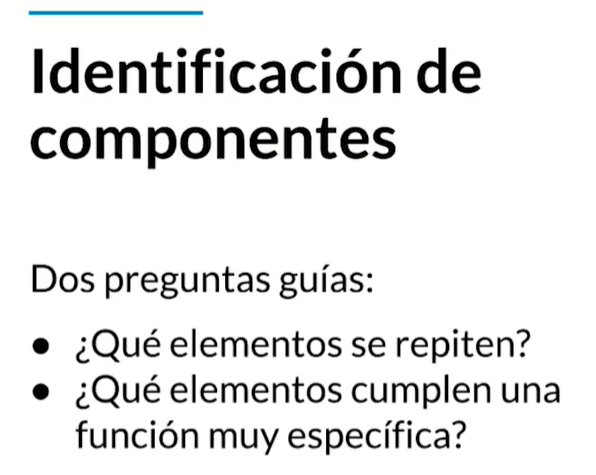 Identificación de
componentes
Dos preguntas guías:
● ¿Qué elementos se repiten?
● ¿Qué elementos cumplen una
función muy específica?